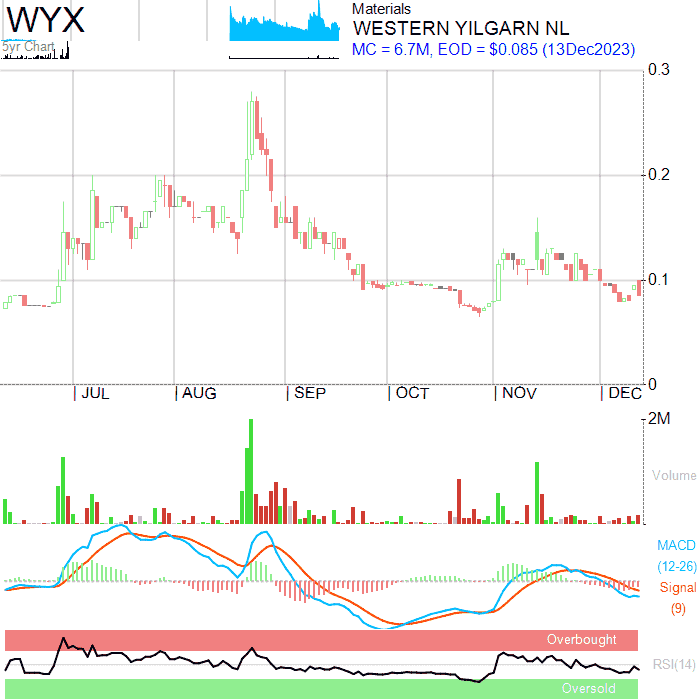 WYX
5yr Chart
Materials
WESTERN YILGARN NL
MC = 6.7M, EOD = $0.085 (13Dec2023)
0.3
0.2
0.1
0
JUL AUG SEP OCT NOV DEC
2M
Volume
MACD
(12-26)
Signal
(9)
Overbought
RSI(14)
Oversold